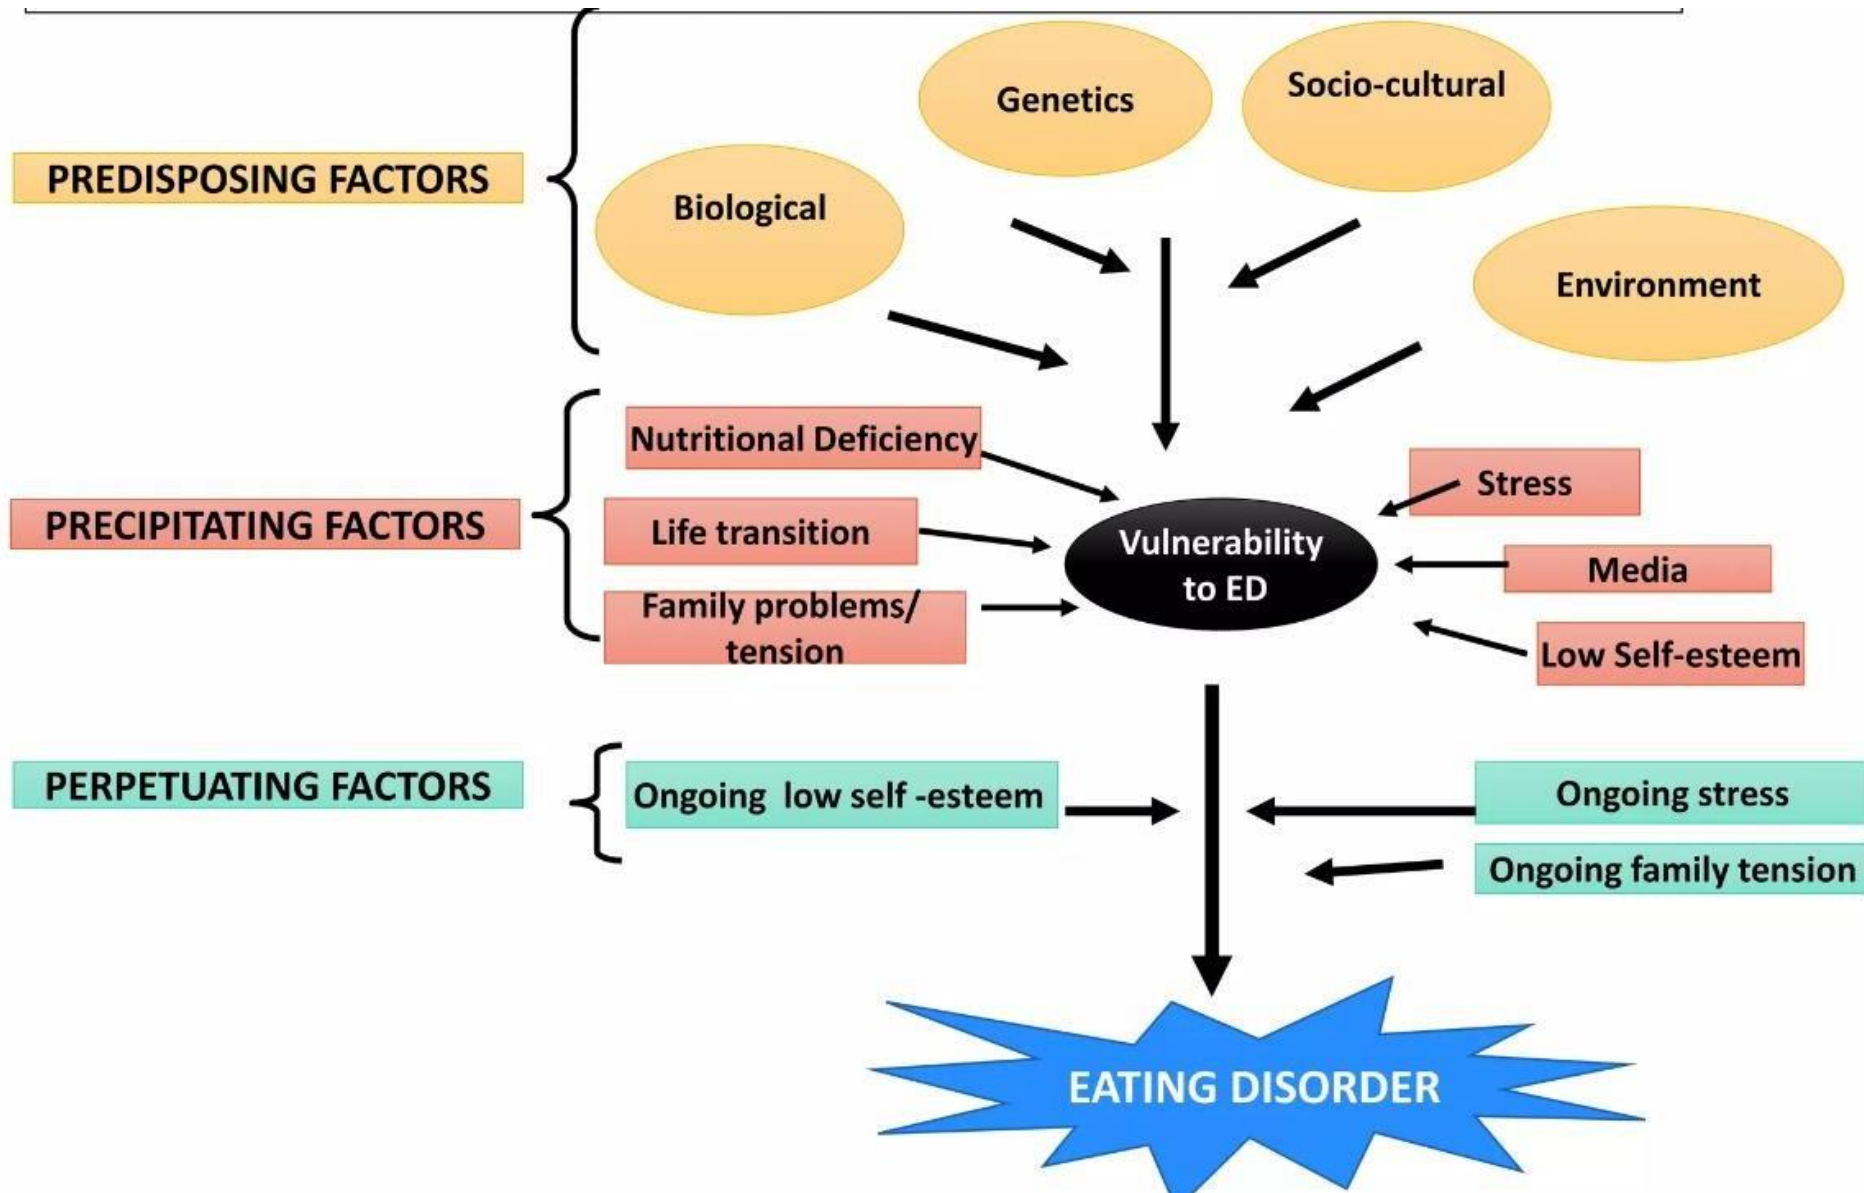 Genetics
Socio-cultural
PREDISPOSING FACTORS
Biological
Environment
Nutritional Deficiency
Stress
PRECIPITATING FACTORS
Life transition
Vulnerability
to ED
Media
Family problems/
tension
Low Self-esteem
PERPETUATING FACTORS
Ongoing  low self -esteem
Ongoing stress
Ongoing family tension
EATING DISORDER